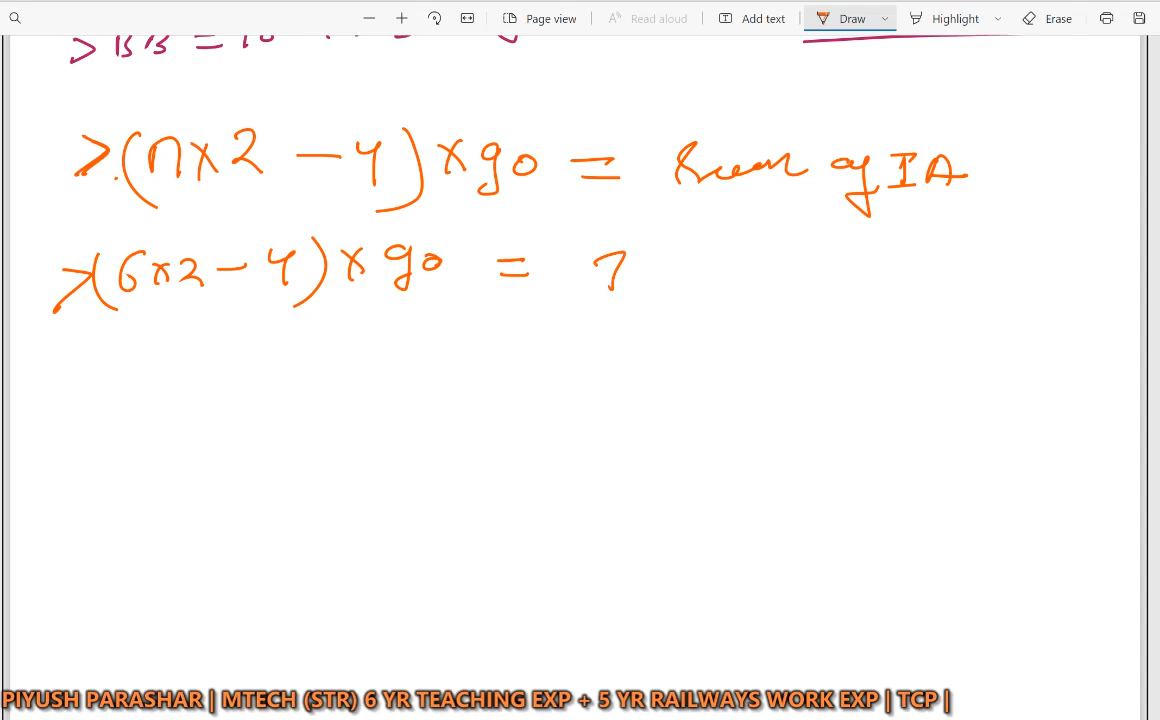 Page view
Read aloud
Add text
Draw
Highlight
Erase
> (n x 2 - 4) x 90 = Sum of IA
> (6 x 2 - 4) x 90 = ?
PIYUSH PARASHAR | MTECH (STR) 6 YR TEACHING EXP + 5 YR RAILWAYS WORK EXP | TCP |